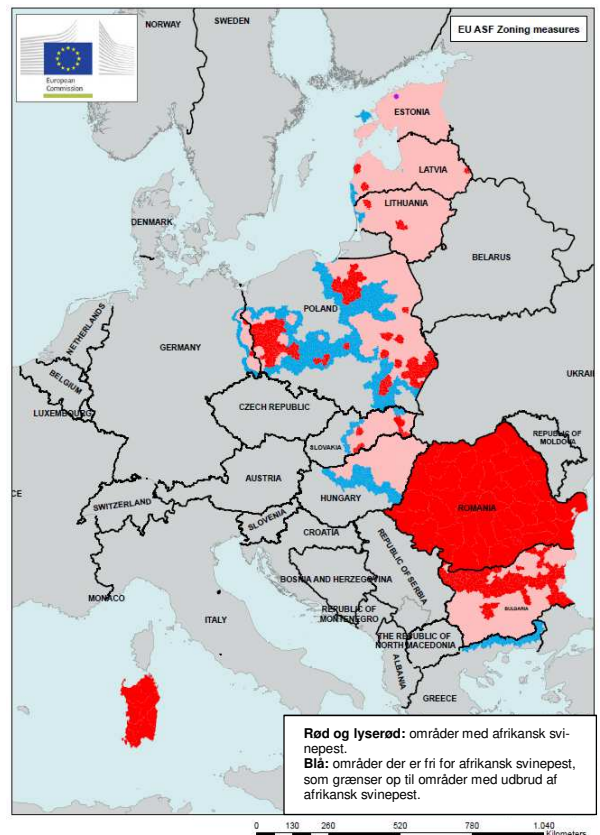 EU ASF Zoning measures
European
Commission
NORWAY
SWEDEN
ESTONIA
LATVIA
LITHUANIA
DENMARK
BELARUS
POLAND
NETHERLANDS
GERMANY
BELGIUM
LUXEMBOURG
UKRAI
CZECH REPUBLIC
SLOVAKIA
REPUBLIC OF
MOLDOVA
AUSTRIA
HUNGARY
CE
SWITZERLAND
SLOVENIA
ROMANIA
CROATIA
REPUBLIC OF SERBIA
BOSNIA AND HERZEGOVINA
MONACO
ITALY
REPUBLIC OF
MONTENEGRO
BULGARIA
THE REPUBLIC OF
NORTH MACEDONIA
ALBANIA
GREECE
Rød og lyserød: områder med afrikansk svi-
nepest.
Blå: områder der er fri for afrikansk svinepest,
som grænser op til områder med udbrud af
afrikansk svinepest.
0 130 260 520 780 1.040
Kilometers